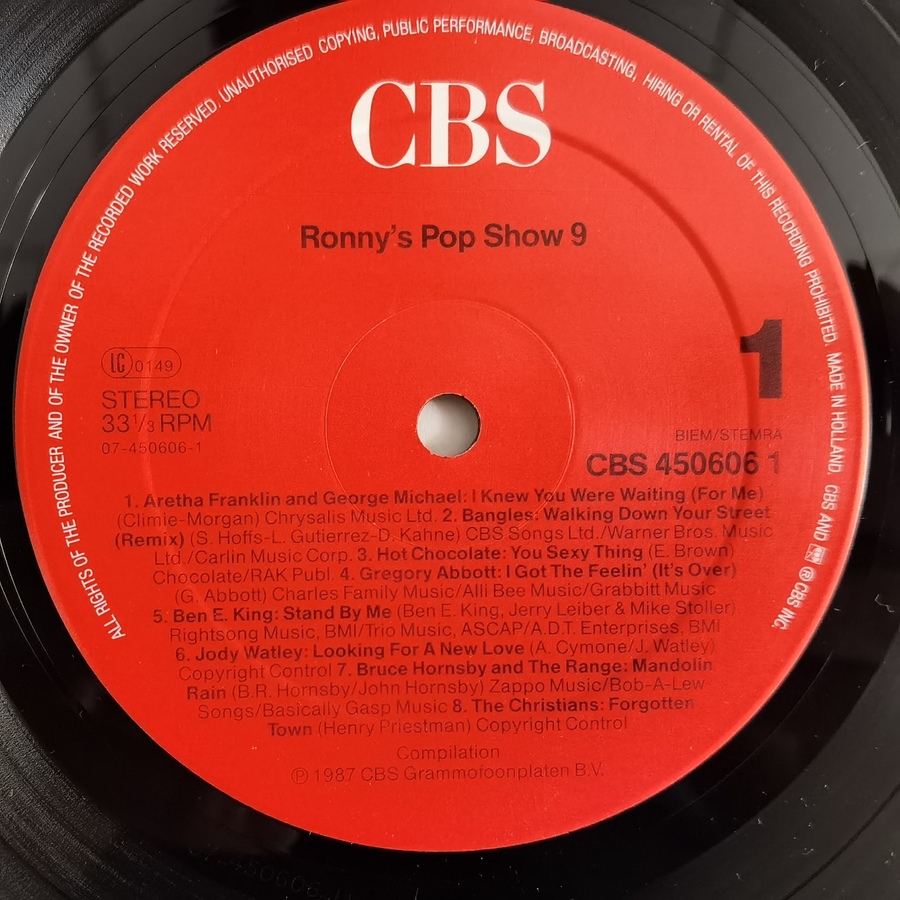 ALL RIGHTS OF THE PRODUCER AND OF THE OWNER OF THE RECORDED WORK RESERVED. UNAUTHORISED COPYING, PUBLIC PERFORMANCE, BROADCASTING, HIRING OR RENTAL OF THIS RECORDING PROHIBITED. MADE IN HOLLAND. CBS AND ℗ CBS INC.
CBS
Ronny's Pop Show 9
1
LC 0149
STEREO
33 1/3 RPM
07-450606-1
BIEM/STEMRA
CBS 450606 1
1. Aretha Franklin and George Michael: I Knew You Were Waiting (For Me)
(Climie-Morgan) Chrysalis Music Ltd. 2. Bangles: Walking Down Your Street
(Remix) (S. Hoffs-L. Gutierrez-D. Kahne) CBS Songs Ltd./Warner Bros. Music
Ltd./Carlin Music Corp. 3. Hot Chocolate: You Sexy Thing (E. Brown)
Chocolate/RAK Publ. 4. Gregory Abbott: I Got The Feelin' (It's Over)
(G. Abbott) Charles Family Music/Alli Bee Music/Grabbitt Music
5. Ben E. King: Stand By Me (Ben E. King, Jerry Leiber & Mike Stoller)
Rightsong Music, BMI/Trio Music, ASCAP/A.D.T. Enterprises, BMI
6. Jody Watley: Looking For A New Love (A. Cymone/J. Watley)
Copyright Control 7. Bruce Hornsby and The Range: Mandolin
Rain (B.R. Hornsby/John Hornsby) Zappo Music/Bob-A-Lew
Songs/Basically Gasp Music 8. The Christians: Forgotten
Town (Henry Priestman) Copyright Control
Compilation
℗ 1987 CBS Grammofoonplaten B.V.